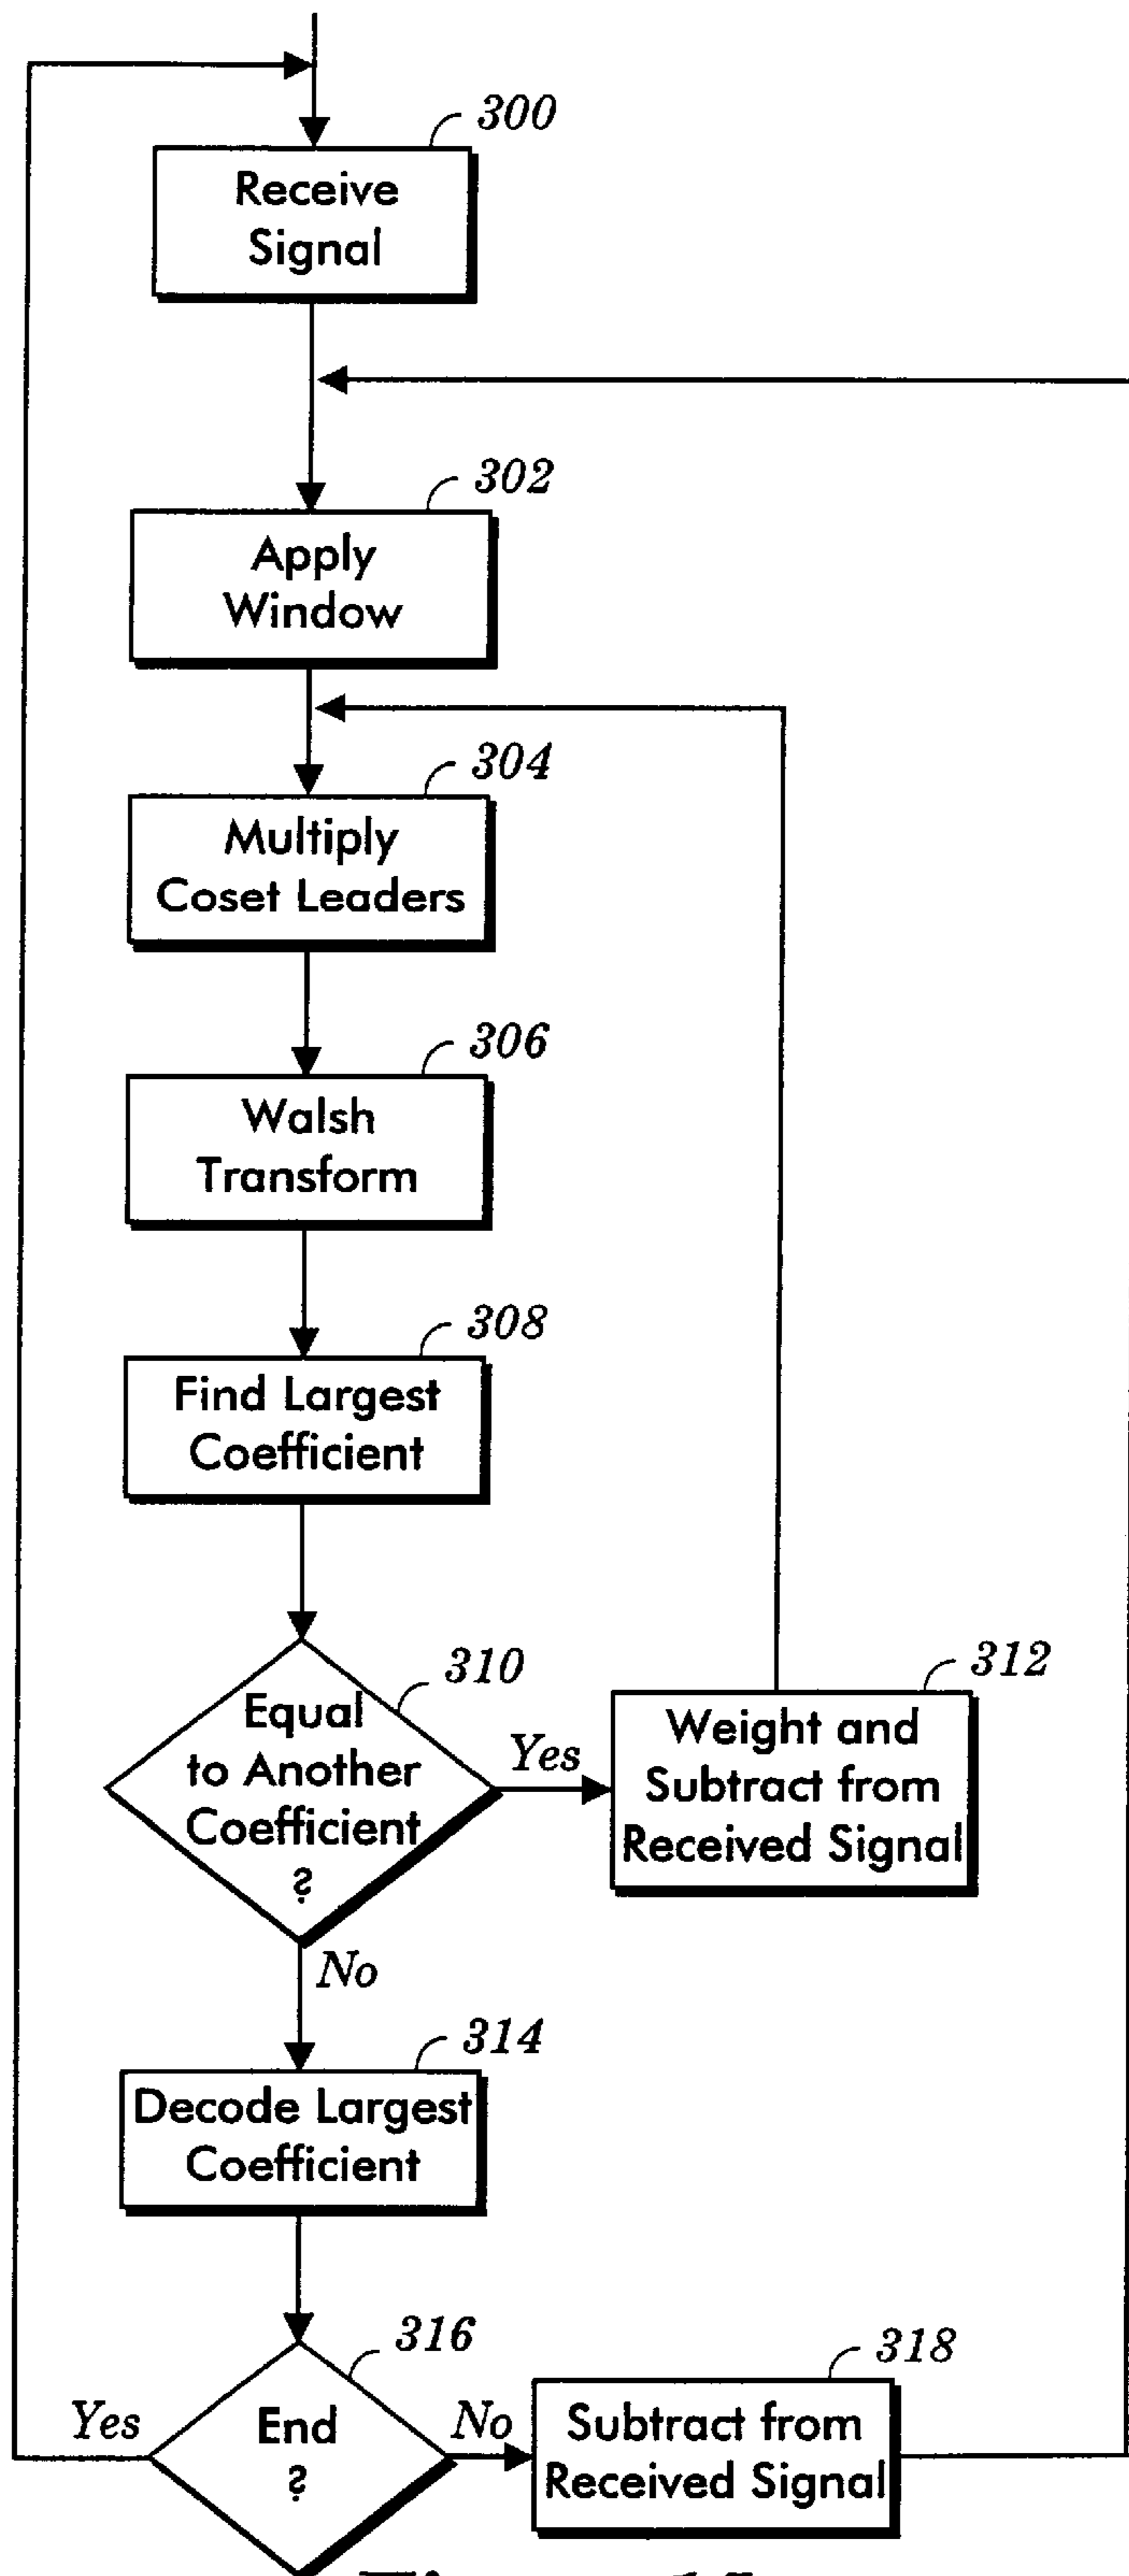 300
Receive
Signal
302
Apply
Window
304
Multiply
Coset Leaders
306
Walsh
Transform
308
Find Largest
Coefficient
310
Equal
to Another
Coefficient
?
Yes
312
Weight and
Subtract from
Received Signal
No
314
Decode Largest
Coefficient
316
End
?
Yes
No
318
Subtract from
Received Signal